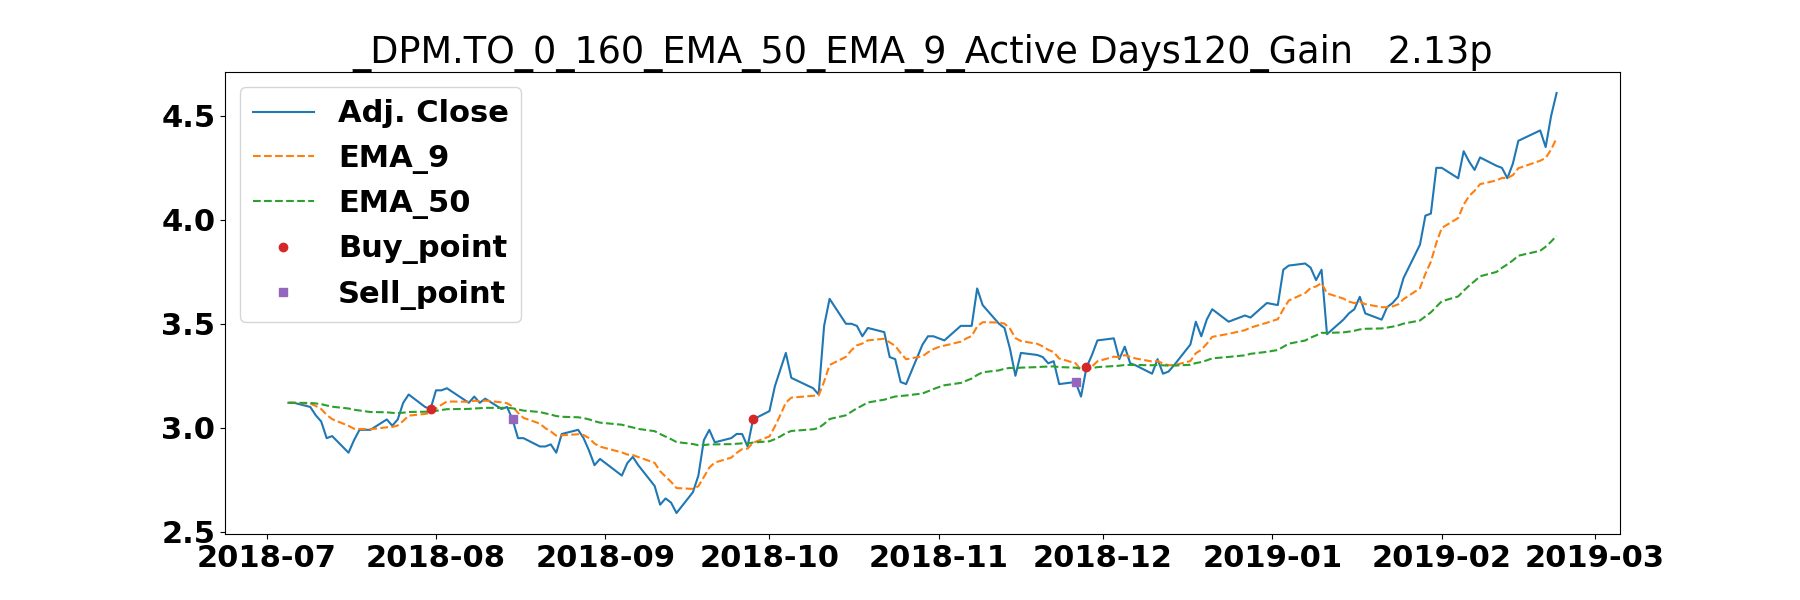 _DPM.TO_0_160_EMA_50_EMA_9_Active Days120_Gain   2.13p
Adj. Close
EMA_9
EMA_50
Buy_point
Sell_point
4.5
4.0
3.5
3.0
2.5
2018-07 2018-08 2018-09 2018-10 2018-11 2018-12 2019-01 2019-02 2019-03